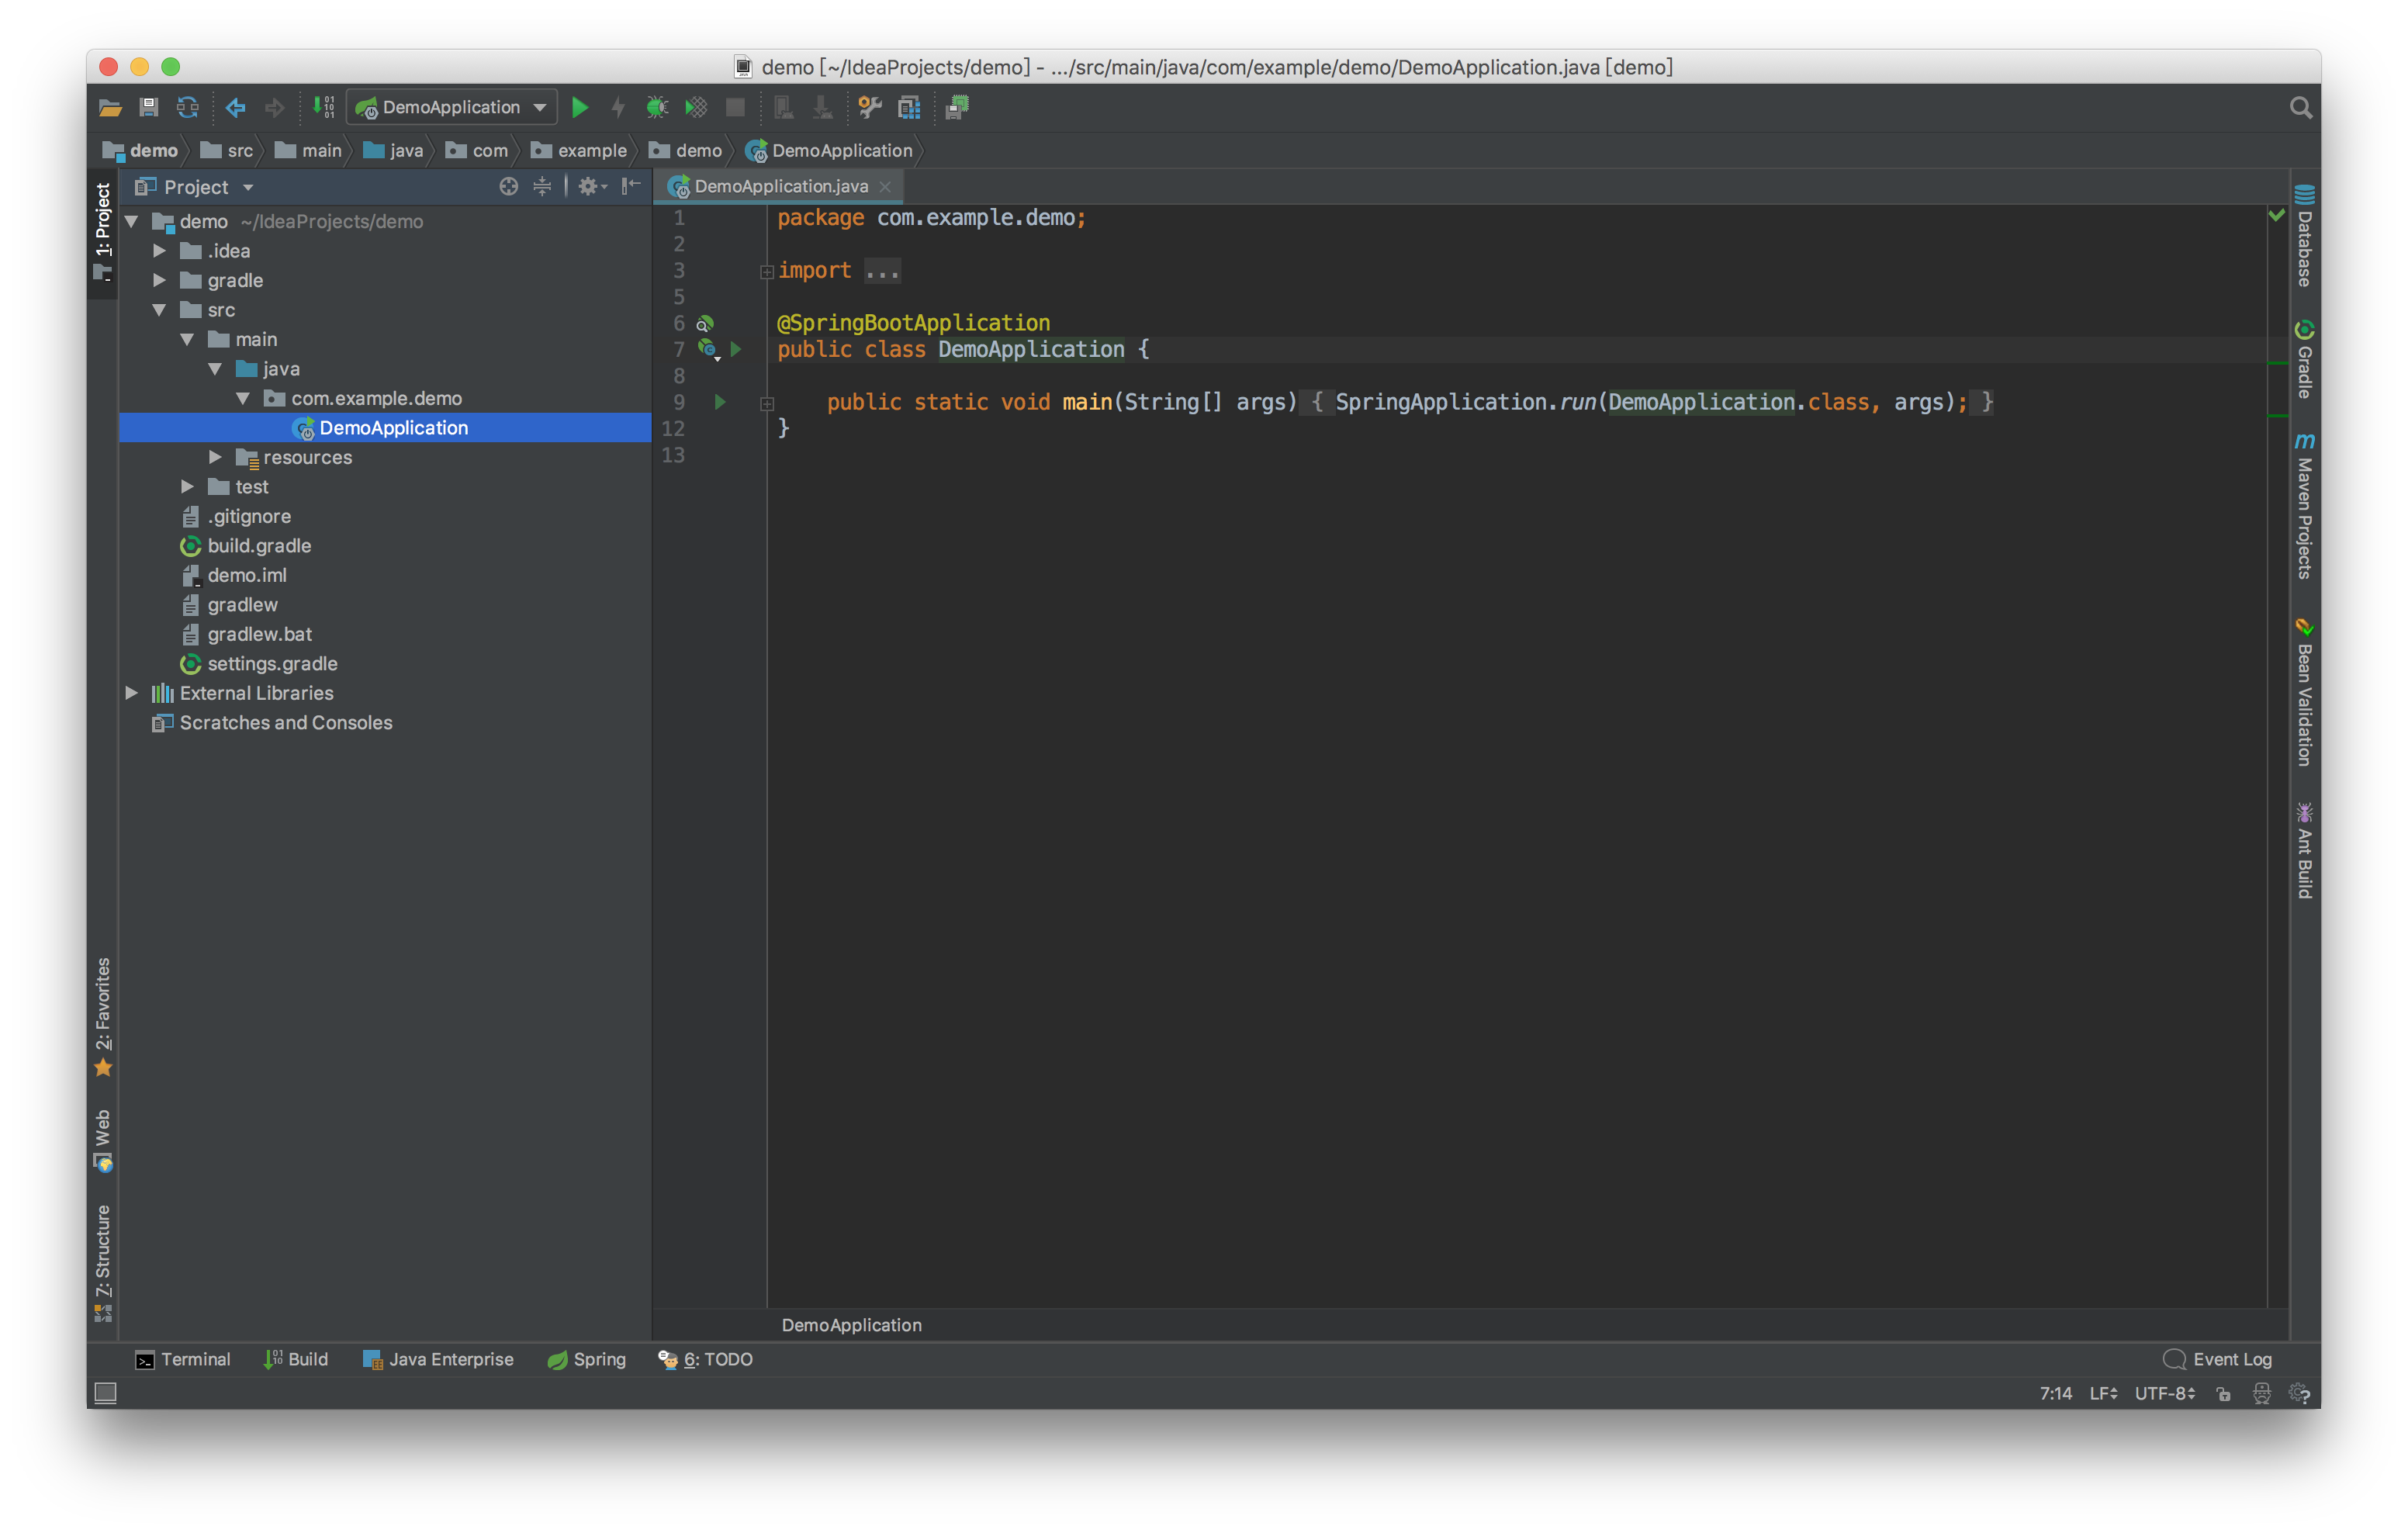 demo [~/IdeaProjects/demo] - .../src/main/java/com/example/demo/DemoApplication.java [demo]
DemoApplication
demo src main java com example demo DemoApplication
1: Project
2: Favorites
Web
7: Structure
Project
demo ~/IdeaProjects/demo
.idea
gradle
src
main
java
com.example.demo
DemoApplication
resources
test
.gitignore
build.gradle
demo.iml
gradlew
gradlew.bat
settings.gradle
External Libraries
Scratches and Consoles
DemoApplication.java
1 package com.example.demo;
2
3 import ...
5
6 @SpringBootApplication
7 public class DemoApplication {
8
9 public static void main(String[] args) { SpringApplication.run(DemoApplication.class, args); }
12 }
13
DemoApplication
Database
Gradle
Maven Projects
Bean Validation
Ant Build
Terminal Build Java Enterprise Spring 6: TODO Event Log
7:14 LF UTF-8